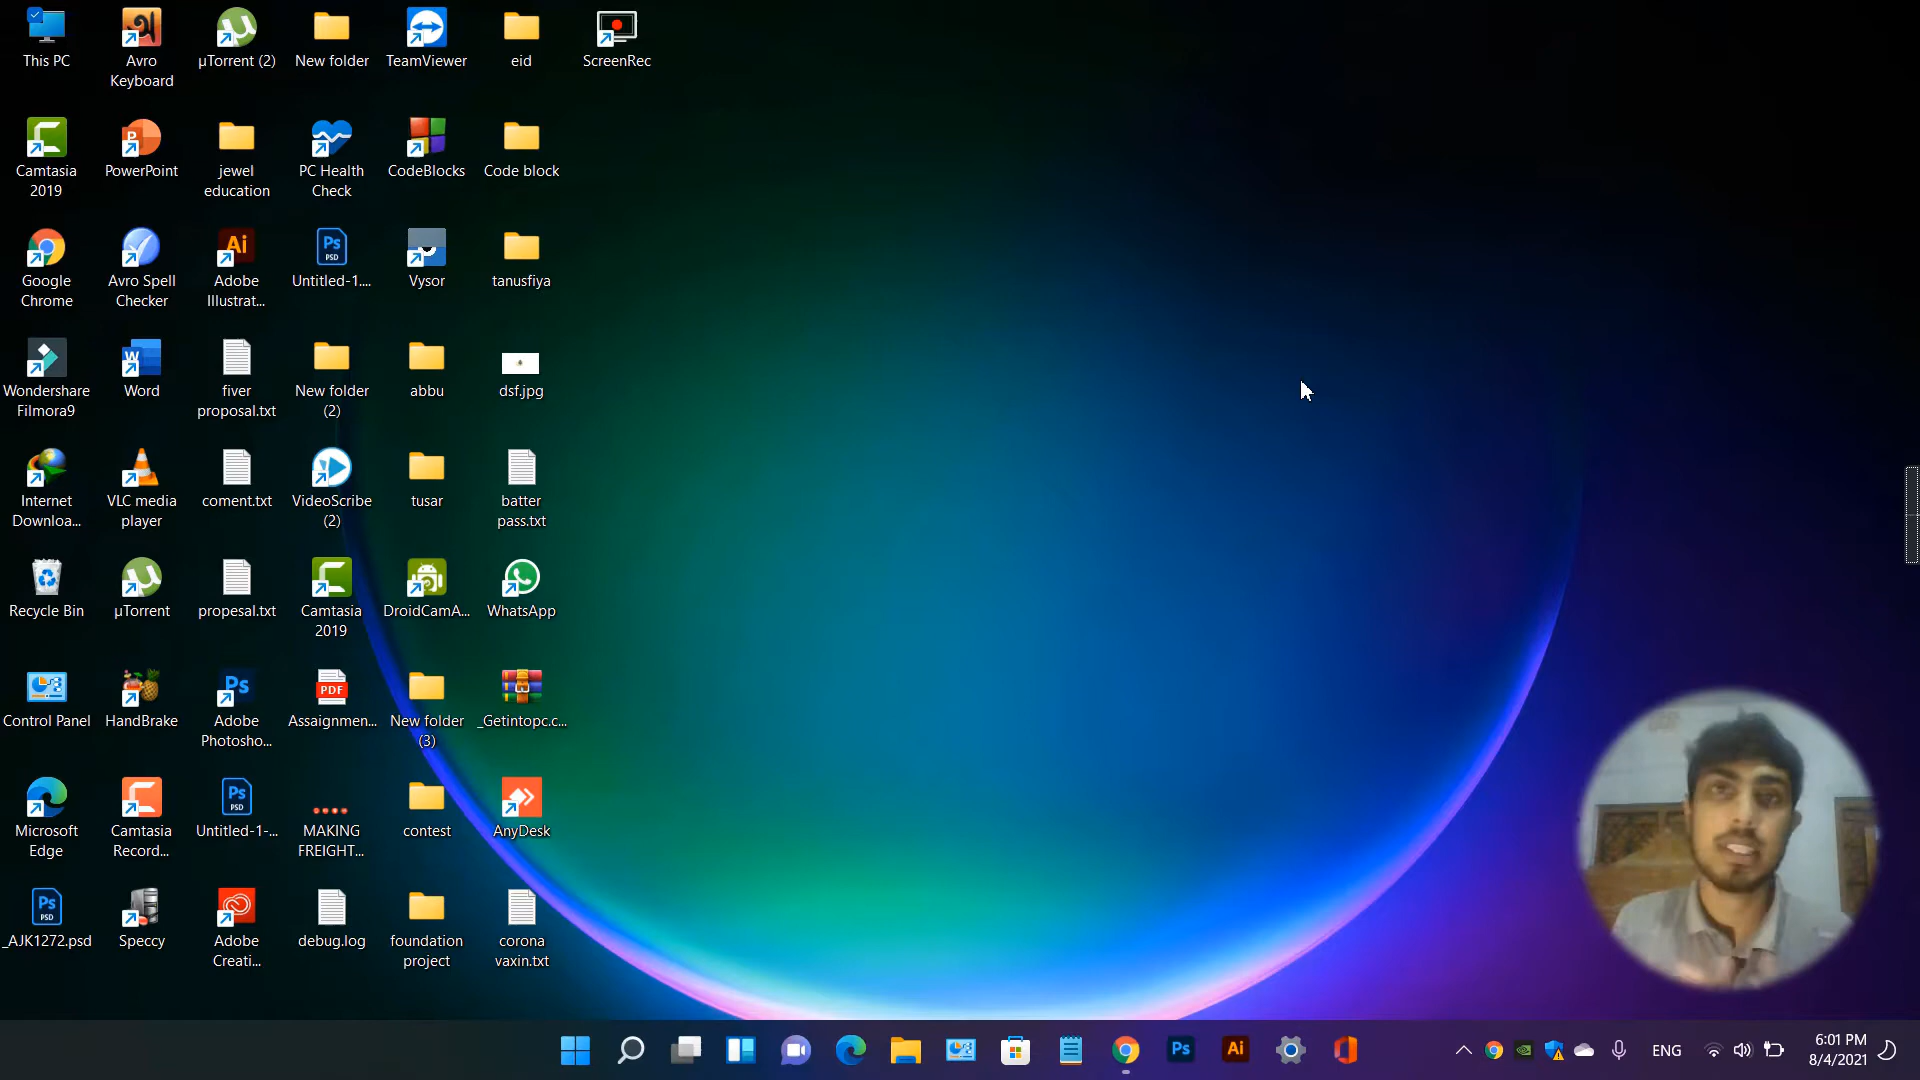 This PC
Avro
Keyboard
µTorrent (2)
New folder
TeamViewer
eid
ScreenRec
Camtasia
2019
PowerPoint
jewel
education
PC Health
Check
CodeBlocks
Code block
Google
Chrome
Avro Spell
Checker
Adobe
Illustrat...
Untitled-1....
Vysor
tanusfiya
Wondershare
Filmora9
Word
fiver
proposal.txt
New folder
(2)
abbu
dsf.jpg
Internet
Downloa...
VLC media
player
coment.txt
VideoScribe
(2)
tusar
batter
pass.txt
Recycle Bin
µTorrent
propesal.txt
Camtasia
2019
DroidCamA...
WhatsApp
Control Panel
HandBrake
Adobe
Photosho...
Assaignmen...
New folder
(3)
_Getintopc.c...
Microsoft
Edge
Camtasia
Record...
Untitled-1-...
MAKING
FREIGHT...
contest
AnyDesk
_AJK1272.psd
Speccy
Adobe
Creati...
debug.log
foundation
project
corona
vaxin.txt
ENG
6:01 PM
8/4/2021